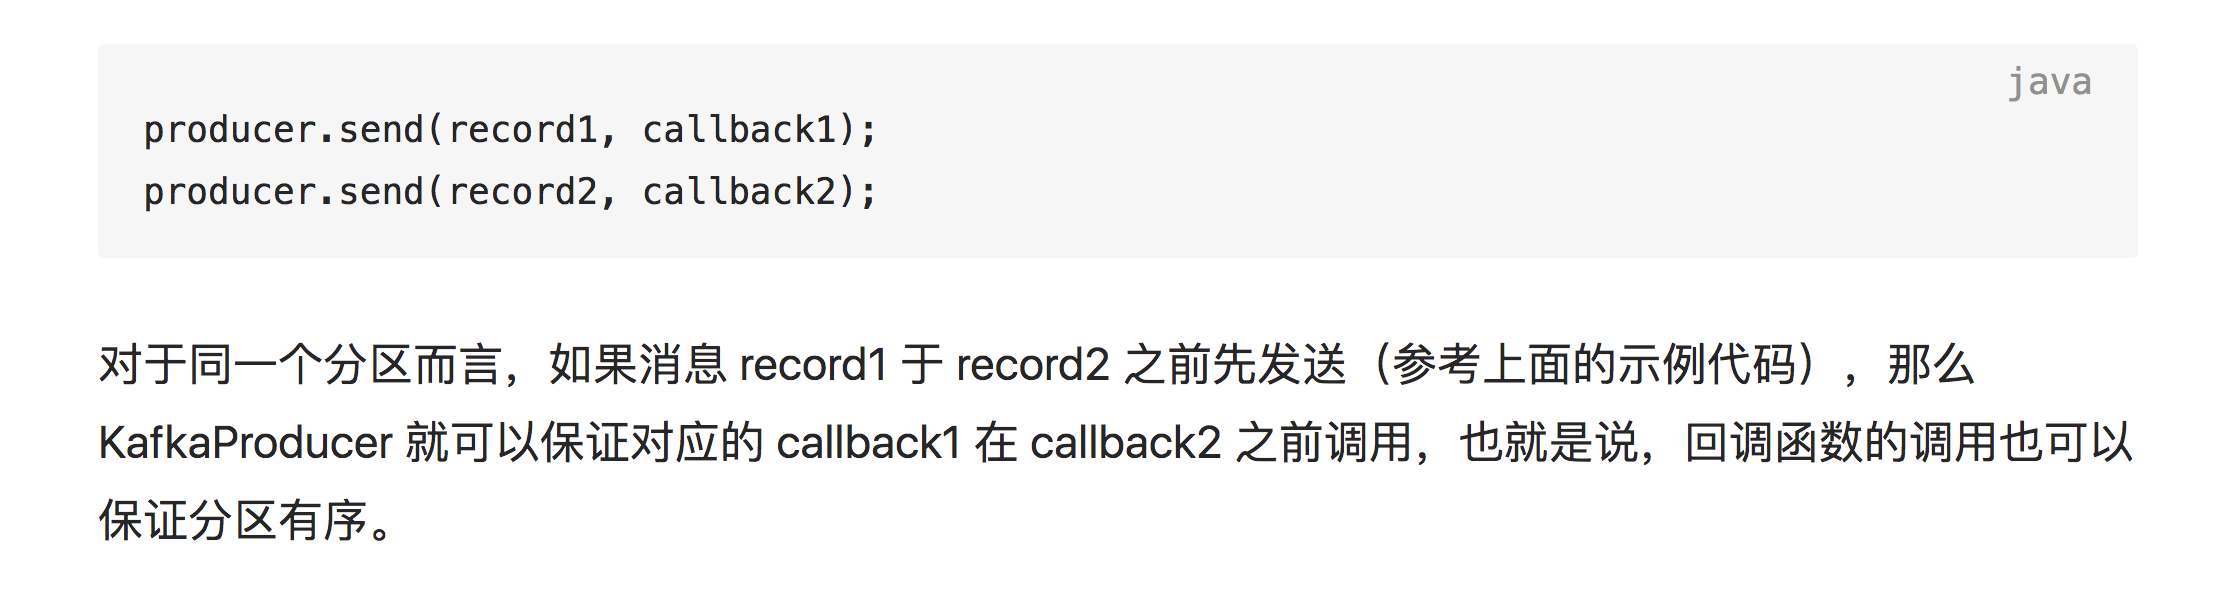 java
producer.send(record1, callback1);
producer.send(record2, callback2);
对于同一个分区而言，如果消息 record1 于 record2 之前先发送（参考上面的示例代码），那么
KafkaProducer 就可以保证对应的 callback1 在 callback2 之前调用，也就是说，回调函数的调用也可以
保证分区有序。